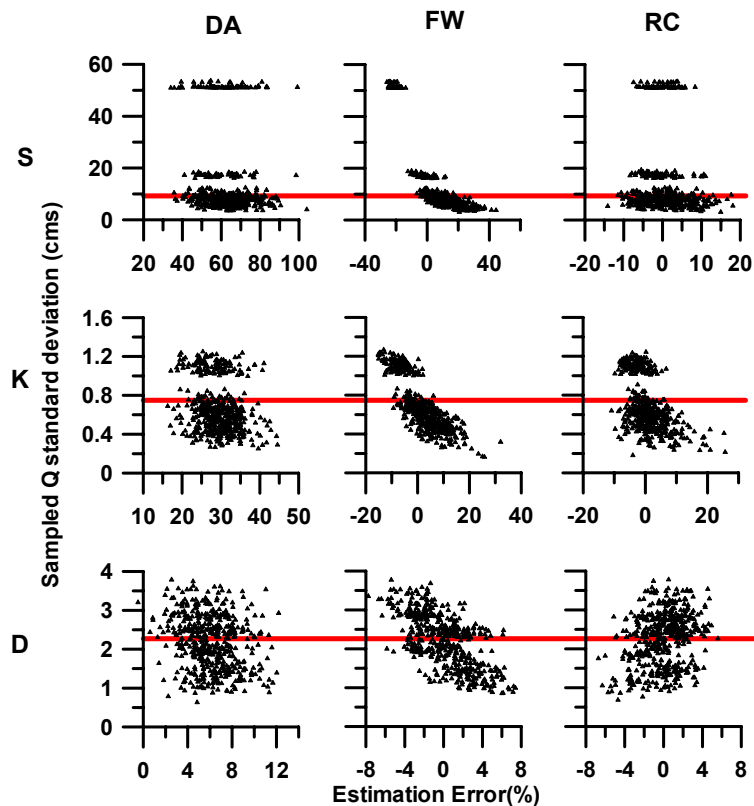 DA FW RC
S
K
D
Sampled Q standard deviation (cms)
60
40
20
0
20 40 60 80 100
-40 0 40
-20 -10 0 10 20
1.6
1.2
0.8
0.4
0
10 20 30 40 50
-20 0 20 40
-20 0 20
4
3
2
1
0
0 4 8 12
-8 -4 0 4 8
-8 -4 0 4 8
Estimation Error(%)